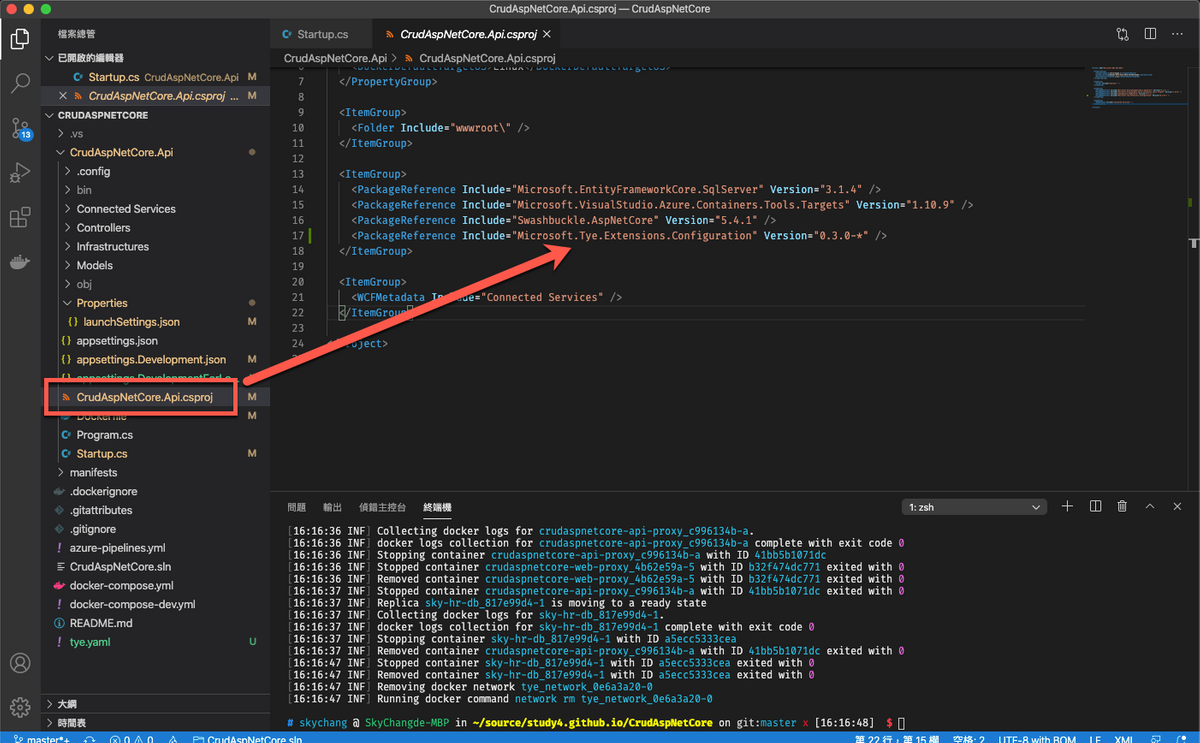 CrudAspNetCore.Api.csproj — CrudAspNetCore
檔案總管
已開啟的編輯器
Startup.cs CrudAspNetCore.Api M
CrudAspNetCore.Api.csproj ... M
CRUDASPNETCORE
.vs
CrudAspNetCore.Api
.config
bin
Connected Services
Controllers
Infrastructures
Models
obj
Properties
launchSettings.json M
appsettings.json
appsettings.Development.json M
CrudAspNetCore.Api.csproj M
Dockerfile M
Program.cs
Startup.cs M
manifests
.dockerignore
.gitattributes
.gitignore
azure-pipelines.yml
CrudAspNetCore.sln
docker-compose.yml
docker-compose-dev.yml
README.md
tye.yaml U
大綱
時間表
13
Startup.cs
CrudAspNetCore.Api.csproj
CrudAspNetCore.Api > CrudAspNetCore.Api.csproj
7 </PropertyGroup>
8
9 <ItemGroup>
10 <Folder Include="wwwroot\" />
11 </ItemGroup>
12
13 <ItemGroup>
14 <PackageReference Include="Microsoft.EntityFrameworkCore.SqlServer" Version="3.1.4" />
15 <PackageReference Include="Microsoft.VisualStudio.Azure.Containers.Tools.Targets" Version="1.10.9" />
16 <PackageReference Include="Swashbuckle.AspNetCore" Version="5.4.1" />
17 <PackageReference Include="Microsoft.Tye.Extensions.Configuration" Version="0.3.0-*" />
18 </ItemGroup>
19
20 <ItemGroup>
21 <WCFMetadata Include="Connected Services" />
22 </ItemGroup>
23
24 </Project>
問題 輸出 偵錯主控台 終端機
1: zsh
[16:16:36 INF] Collecting docker logs for crudaspnetcore-api-proxy_c996134b-a.
[16:16:36 INF] docker logs collection for crudaspnetcore-api-proxy_c996134b-a complete with exit code 0
[16:16:36 INF] Stopping container crudaspnetcore-api-proxy_c996134b-a with ID 41bb5b1071dc
[16:16:36 INF] Stopped container crudaspnetcore-web-proxy_4b62e59a-5 with ID b32f474dc771 exited with 0
[16:16:36 INF] Removed container crudaspnetcore-web-proxy_4b62e59a-5 with ID b32f474dc771 exited with 0
[16:16:37 INF] Stopped container crudaspnetcore-api-proxy_c996134b-a with ID 41bb5b1071dc exited with 0
[16:16:37 INF] Replica sky-hr-db_817e99d4-1 is moving to a ready state
[16:16:37 INF] Collecting docker logs for sky-hr-db_817e99d4-1.
[16:16:37 INF] docker logs collection for sky-hr-db_817e99d4-1 complete with exit code 0
[16:16:37 INF] Stopping container sky-hr-db_817e99d4-1 with ID a5ecc5333cea
[16:16:37 INF] Removed container crudaspnetcore-api-proxy_c996134b-a with ID 41bb5b1071dc exited with 0
[16:16:47 INF] Stopped container sky-hr-db_817e99d4-1 with ID a5ecc5333cea exited with 0
[16:16:47 INF] Removed container sky-hr-db_817e99d4-1 with ID a5ecc5333cea exited with 0
[16:16:47 INF] Removing docker network tye_network_0e6a3a20-0
[16:16:47 INF] Running docker command network rm tye_network_0e6a3a20-0
# skychang @ SkyChangde-MBP in ~/source/study4.github.io/CrudAspNetCore on git:master x [16:16:48] $
master*+ 0 0 CrudAspNetCore.sln 第 22 行，第 15 欄 空格: 2 UTF-8 with BOM LF XML